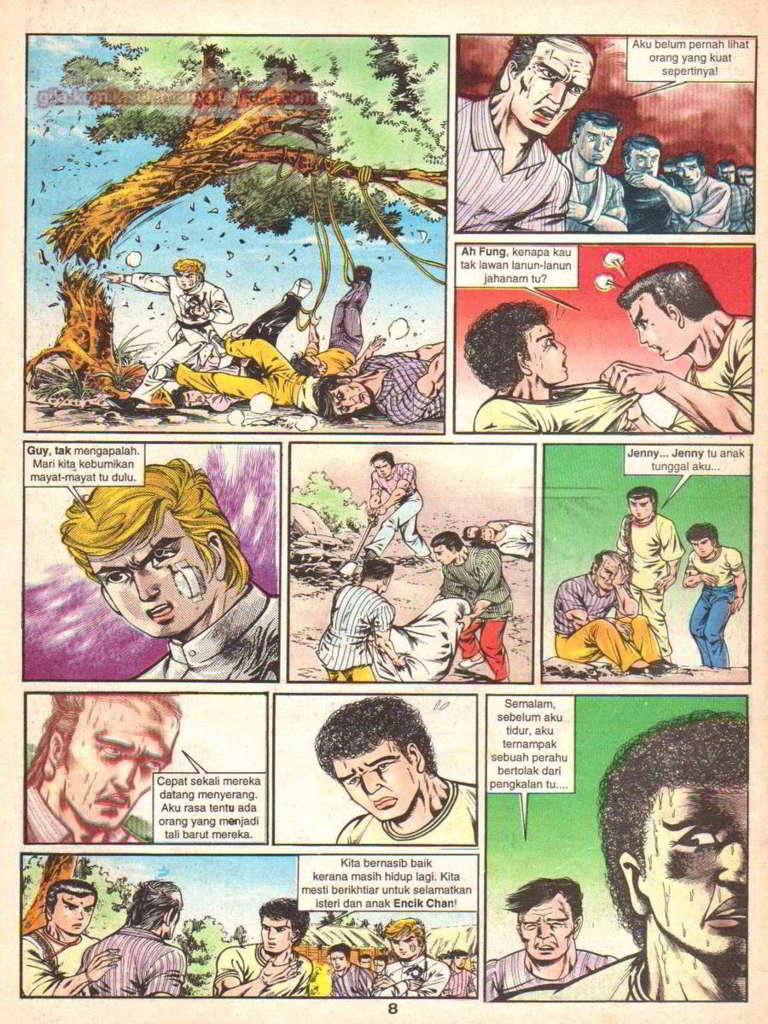 Aku belum pernah lihat
orang yang kuat
sepertinya!
Ah Fung, kenapa kau
tak lawan lanun-lanun
jahanam tu?
Guy, tak mengapalah.
Mari kita kebumikan
mayat-mayat tu dulu.
Jenny... Jenny tu anak
tunggal aku...
Cepat sekali mereka
datang menyerang.
Aku rasa tentu ada
orang yang menjadi
tali barut mereka.
Semalam,
sebelum aku
tidur, aku
ternampak
sebuah perahu
bertolak dari
pengkalan tu....
Kita bernasib baik
kerana masih hidup lagi. Kita
mesti berikhtiar untuk selamatkan
isteri dan anak Encik Chan!
8